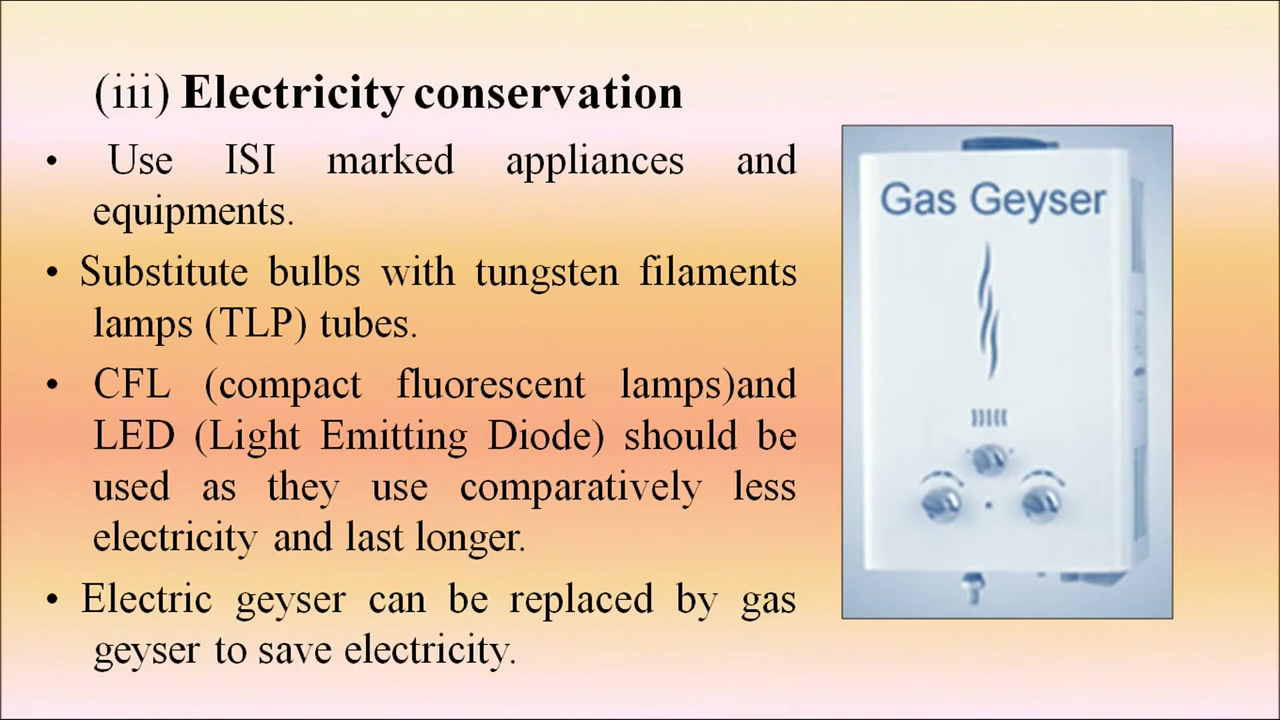 (iii) Electricity conservation
• Use ISI marked appliances and
equipments.
• Substitute bulbs with tungsten filaments
lamps (TLP) tubes.
• CFL (compact fluorescent lamps)and
LED (Light Emitting Diode) should be
used as they use comparatively less
electricity and last longer.
• Electric geyser can be replaced by gas
geyser to save electricity.
Gas Geyser